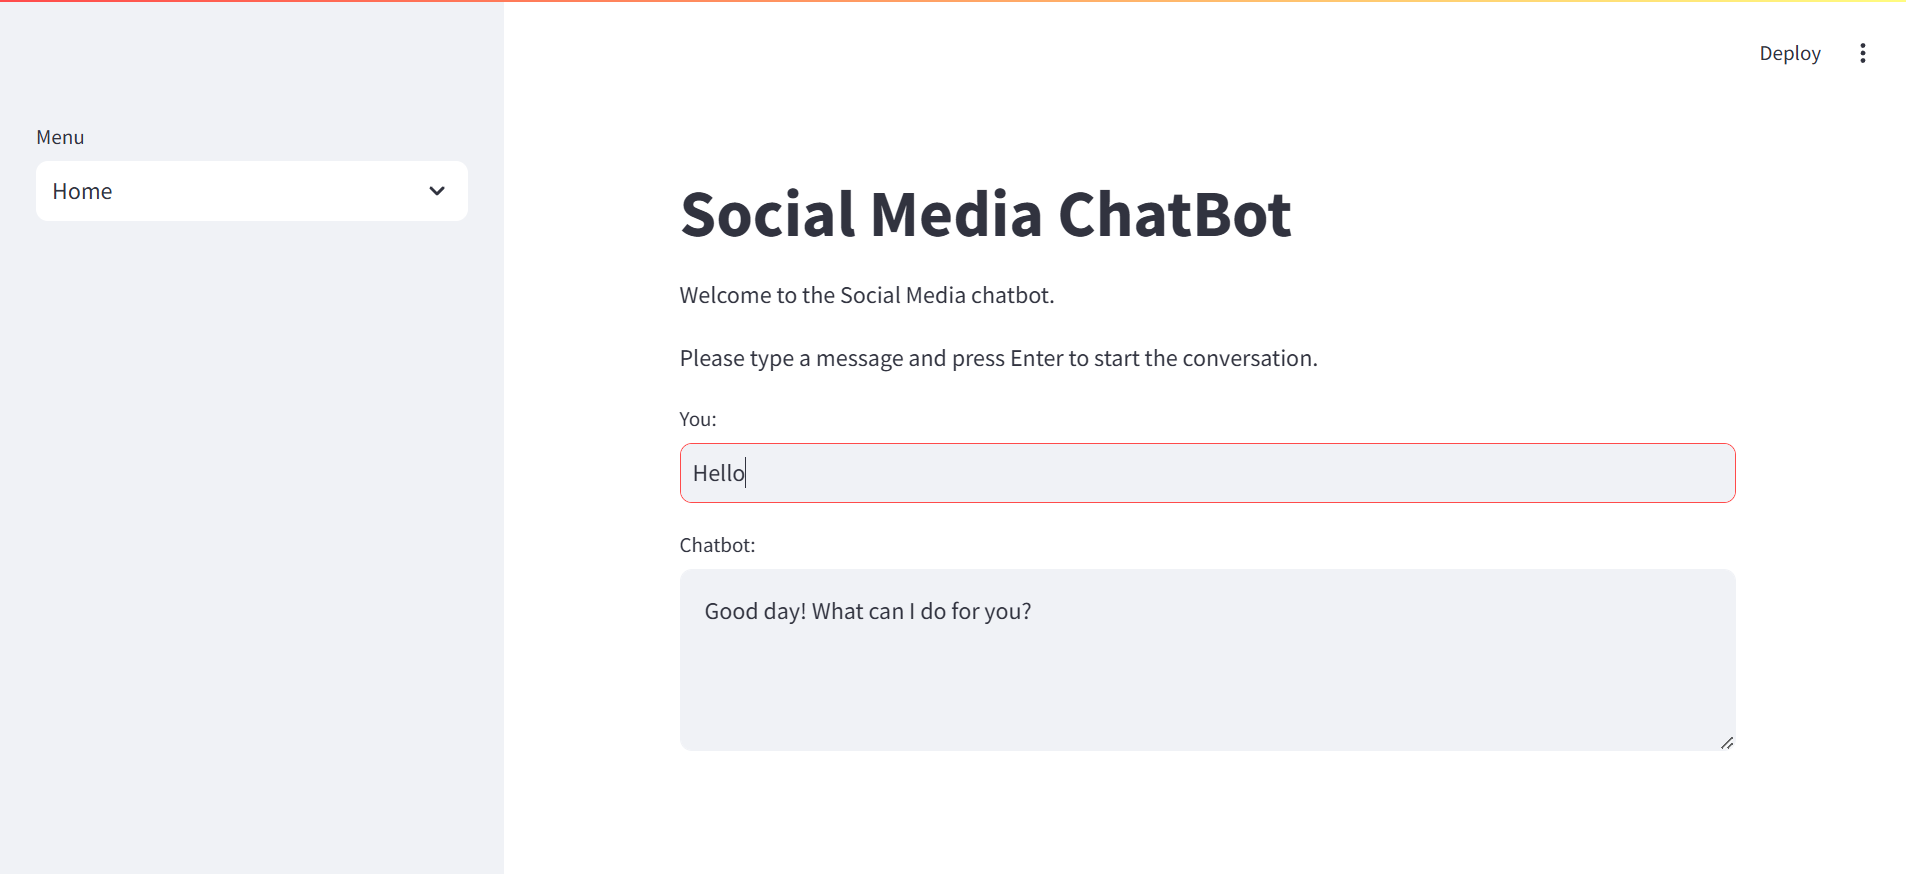 Deploy
Menu
Home
Social Media ChatBot
Welcome to the Social Media chatbot.
Please type a message and press Enter to start the conversation.
You:
Hello
Chatbot:
Good day! What can I do for you?